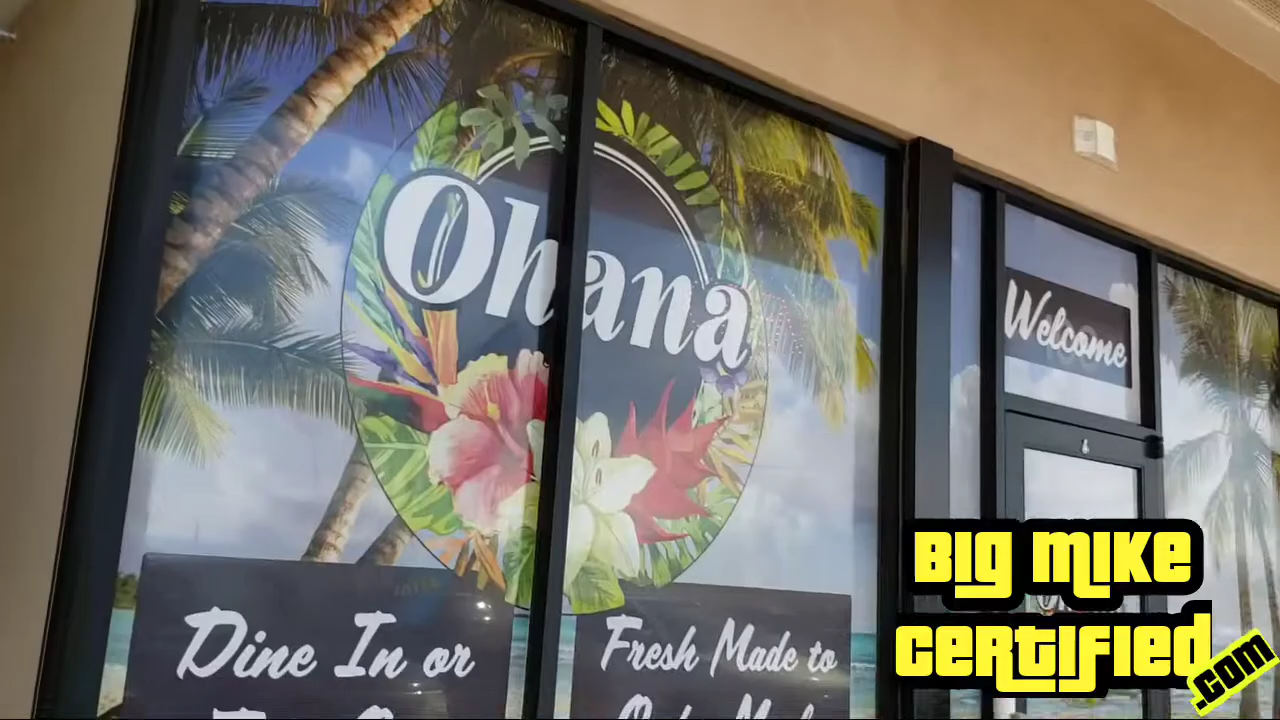 Ohana
Welcome
Dine In or
Fresh Made to
BIG MIKE
CERTIFIED
.com